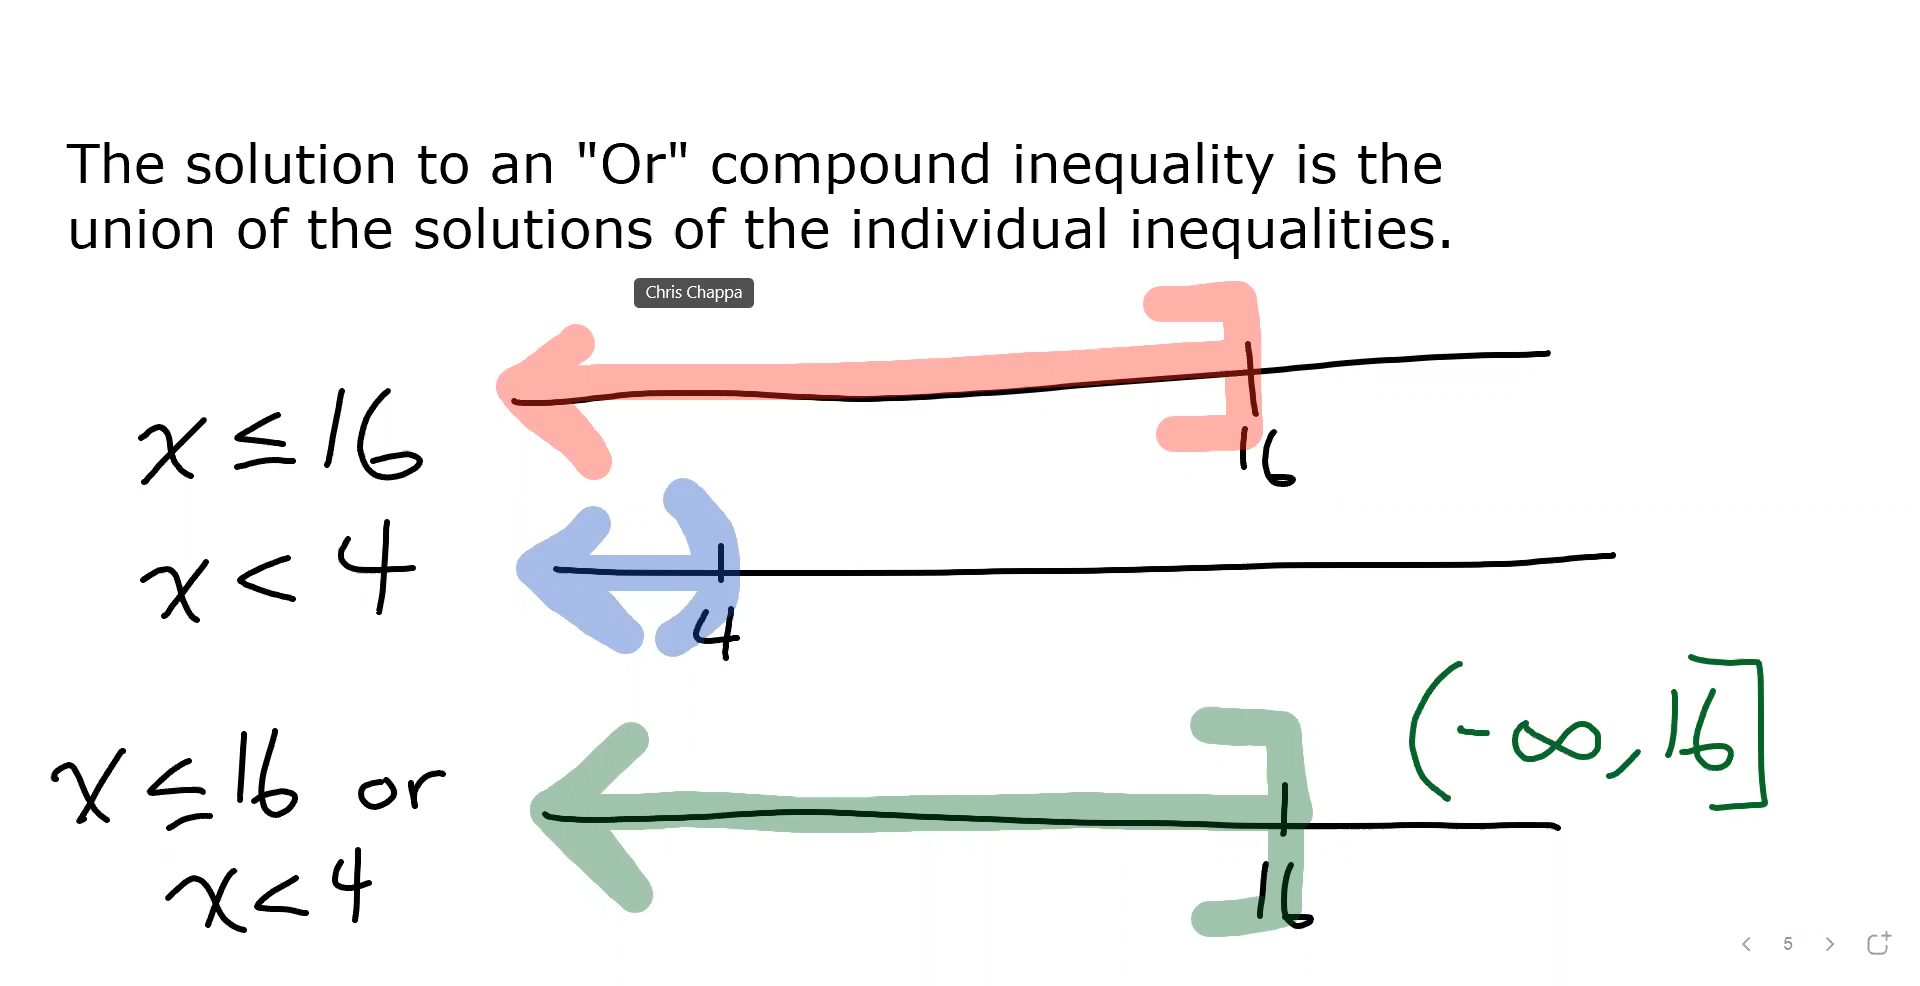 The solution to an "Or" compound inequality is the
union of the solutions of the individual inequalities.
Chris Chappa
x ≤ 16
16
x < 4
4
x ≤ 16 or
x < 4
16
(-∞, 16]
5